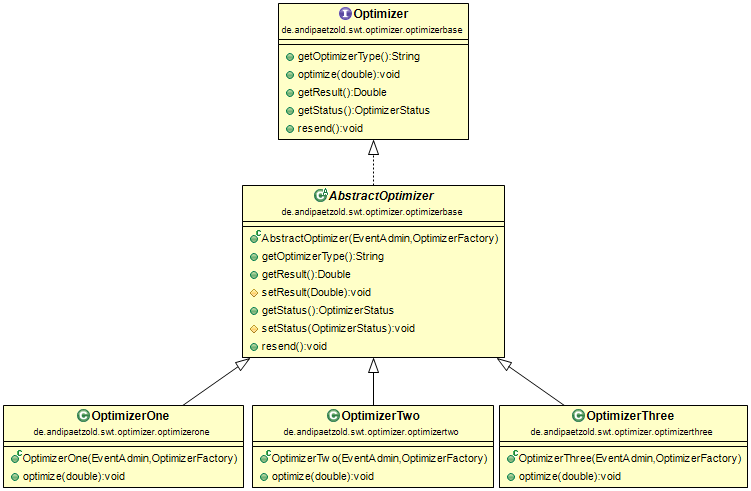 Optimizer
de.andipaetzold.swt.optimizer.optimizerbase
getOptimizerType():String
optimize(double):void
getResult():Double
getStatus():OptimizerStatus
resend():void
AbstractOptimizer
de.andipaetzold.swt.optimizer.optimizerbase
AbstractOptimizer(EventAdmin,OptimizerFactory)
getOptimizerType():String
getResult():Double
setResult(Double):void
getStatus():OptimizerStatus
setStatus(OptimizerStatus):void
resend():void
OptimizerOne
de.andipaetzold.swt.optimizer.optimizerone
OptimizerOne(EventAdmin,OptimizerFactory)
optimize(double):void
OptimizerTwo
de.andipaetzold.swt.optimizer.optimizertwo
OptimizerTwo(EventAdmin,OptimizerFactory)
optimize(double):void
OptimizerThree
de.andipaetzold.swt.optimizer.optimizerthree
OptimizerThree(EventAdmin,OptimizerFactory)
optimize(double):void